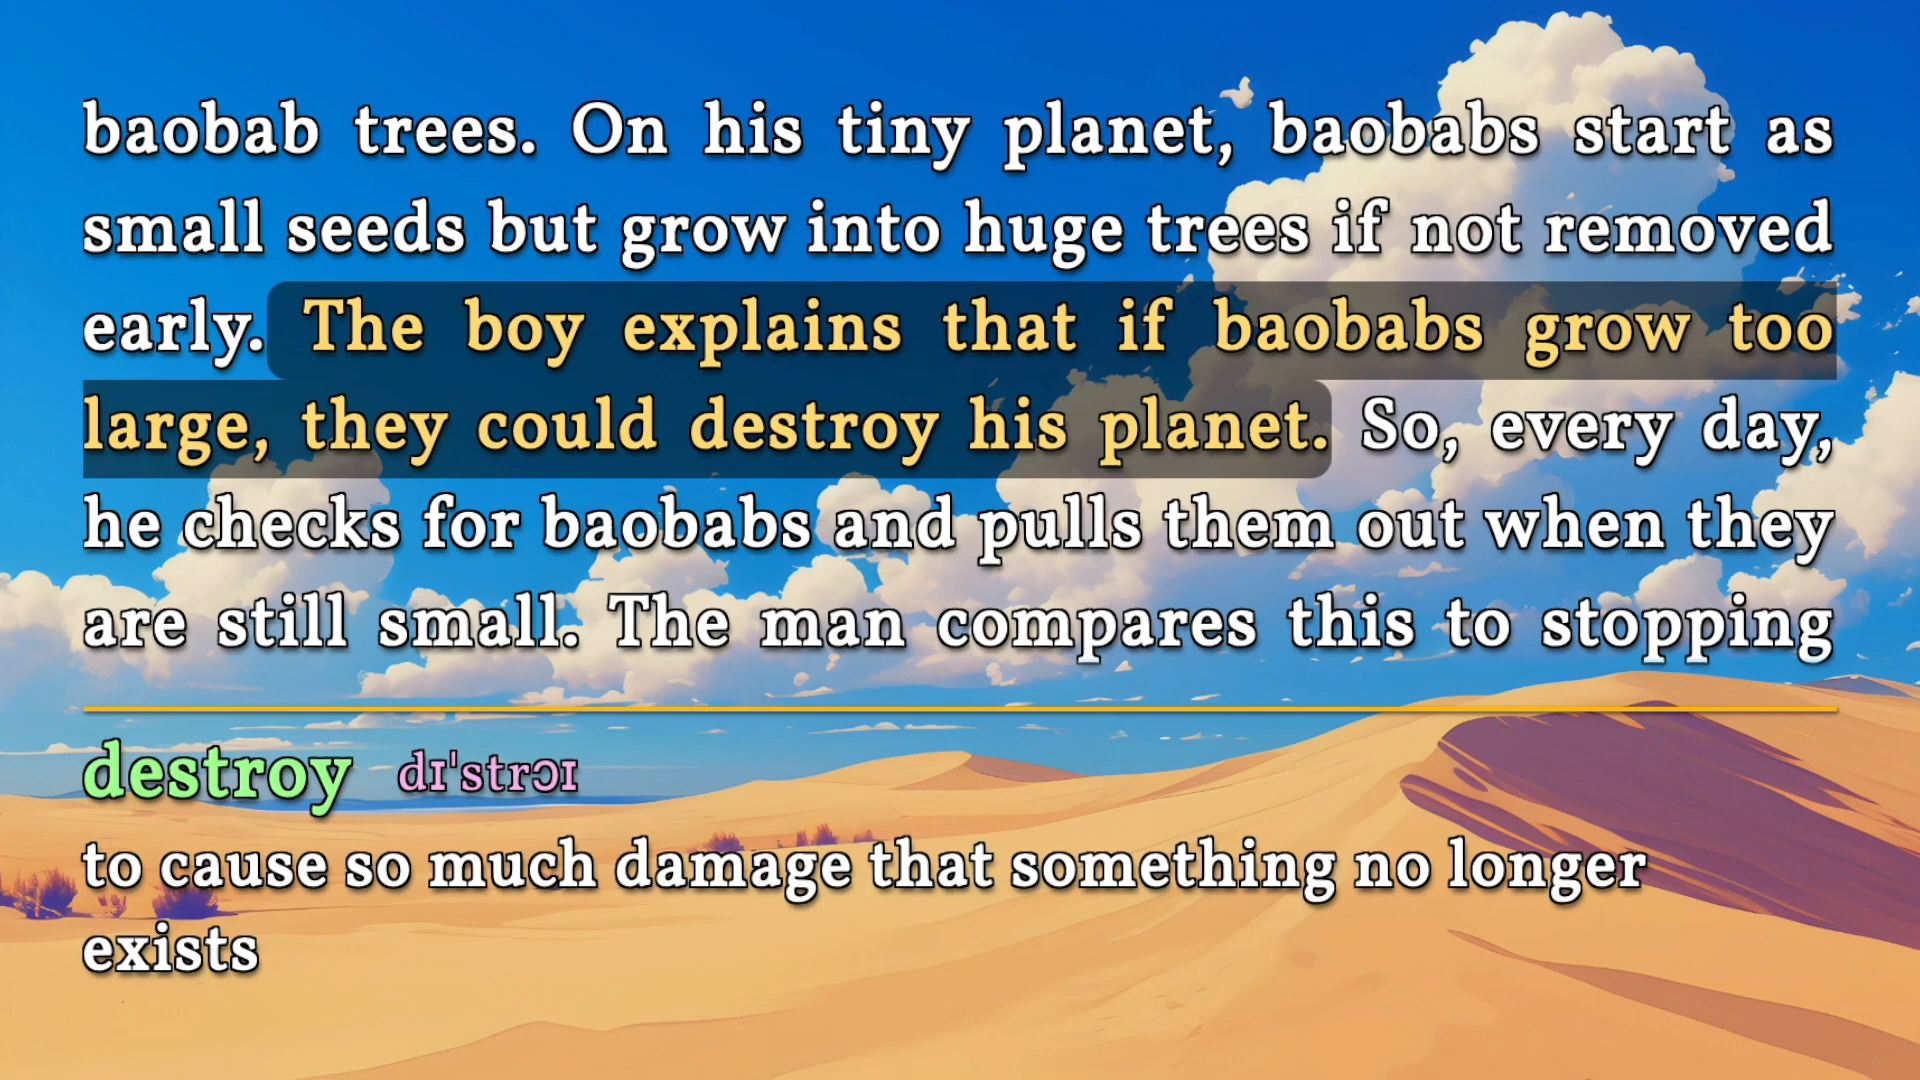 baobab trees. On his tiny planet, baobabs start as
small seeds but grow into huge trees if not removed
early. The boy explains that if baobabs grow too
large, they could destroy his planet. So, every day,
he checks for baobabs and pulls them out when they
are still small. The man compares this to stopping
destroy dɪˈstrɔɪ
to cause so much damage that something no longer
exists